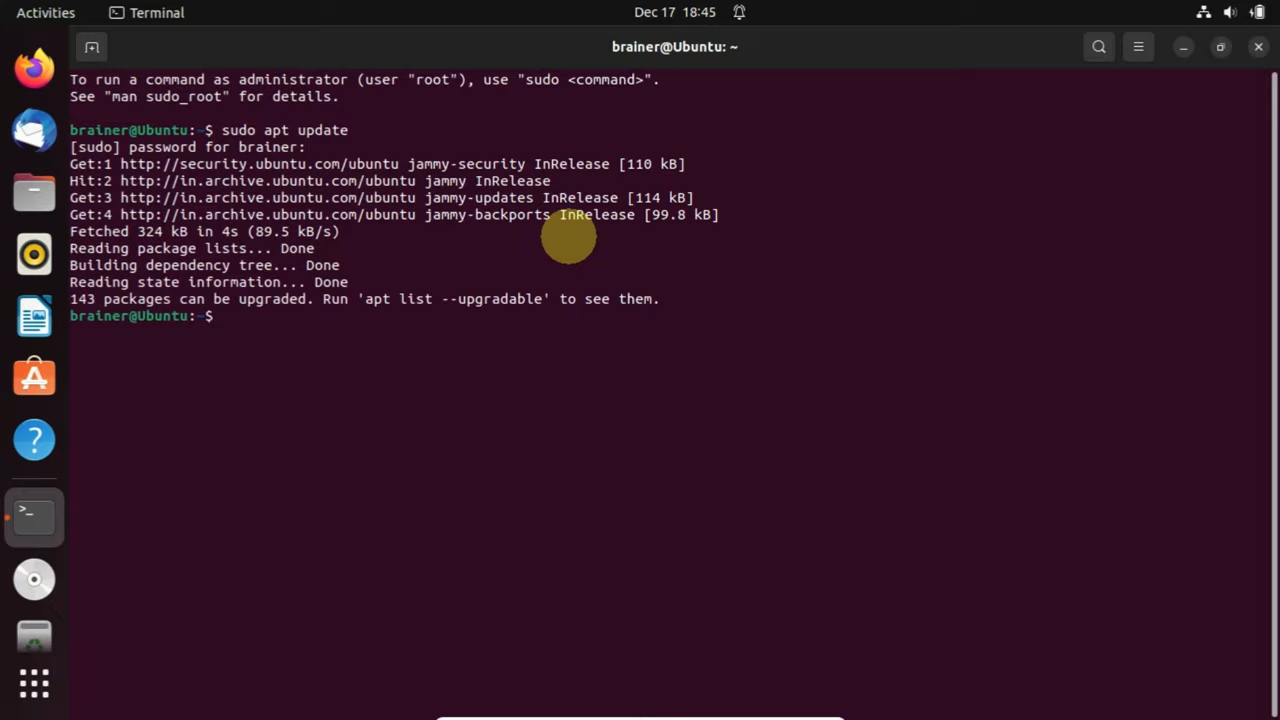 Activities Terminal Dec 17 18:45
brainer@Ubuntu: ~
To run a command as administrator (user "root"), use "sudo <command>".
See "man sudo_root" for details.
brainer@Ubuntu:~$ sudo apt update
[sudo] password for brainer:
Get:1 http://security.ubuntu.com/ubuntu jammy-security InRelease [110 kB]
Hit:2 http://in.archive.ubuntu.com/ubuntu jammy InRelease
Get:3 http://in.archive.ubuntu.com/ubuntu jammy-updates InRelease [114 kB]
Get:4 http://in.archive.ubuntu.com/ubuntu jammy-backports InRelease [99.8 kB]
Fetched 324 kB in 4s (89.5 kB/s)
Reading package lists... Done
Building dependency tree... Done
Reading state information... Done
143 packages can be upgraded. Run 'apt list --upgradable' to see them.
brainer@Ubuntu:~$